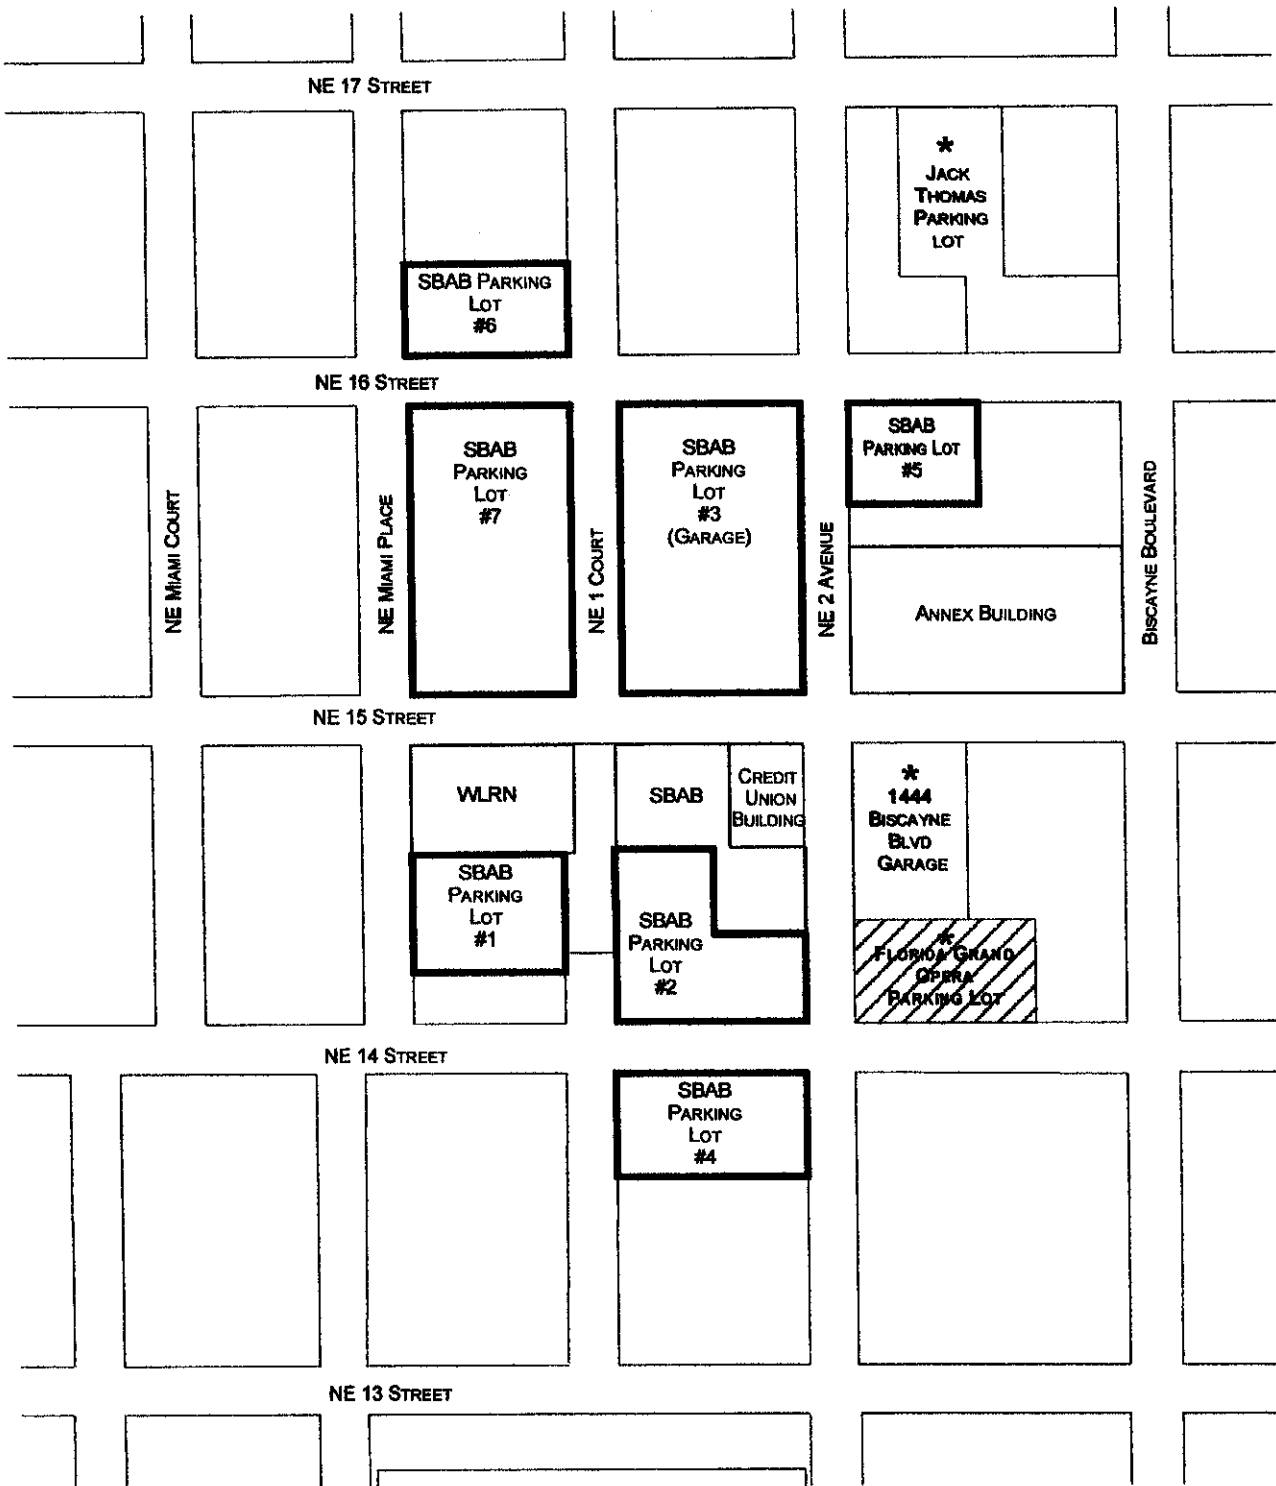 NE 17 STREET
*
JACK
THOMAS
PARKING
LOT
SBAB PARKING
LOT
#6
NE 16 STREET
NE MIAMI COURT
NE MIAMI PLACE
SBAB
PARKING
LOT
#7
NE 1 COURT
SBAB
PARKING
LOT
#3
(GARAGE)
NE 2 AVENUE
SBAB
PARKING LOT
#5
ANNEX BUILDING
BISCAYNE BOULEVARD
NE 15 STREET
WLRN
SBAB
CREDIT
UNION
BUILDING
*
1444
BISCAYNE
BLVD
GARAGE
SBAB
PARKING
LOT
#1
SBAB
PARKING
LOT
#2
*
FLORIDA GRAND
OPERA
PARKING LOT
NE 14 STREET
SBAB
PARKING
LOT
#4
NE 13 STREET